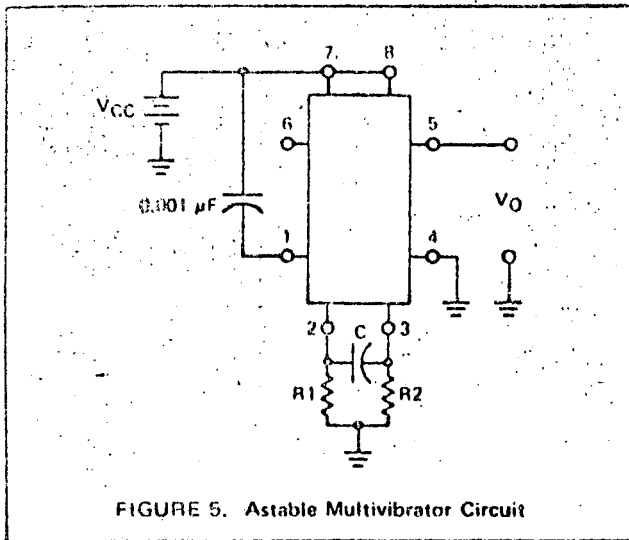 7 8
VCC
6 5
0.001 µF
VO
1 4
2 C 3
R1 R2
FIGURE 5. Astable Multivibrator Circuit